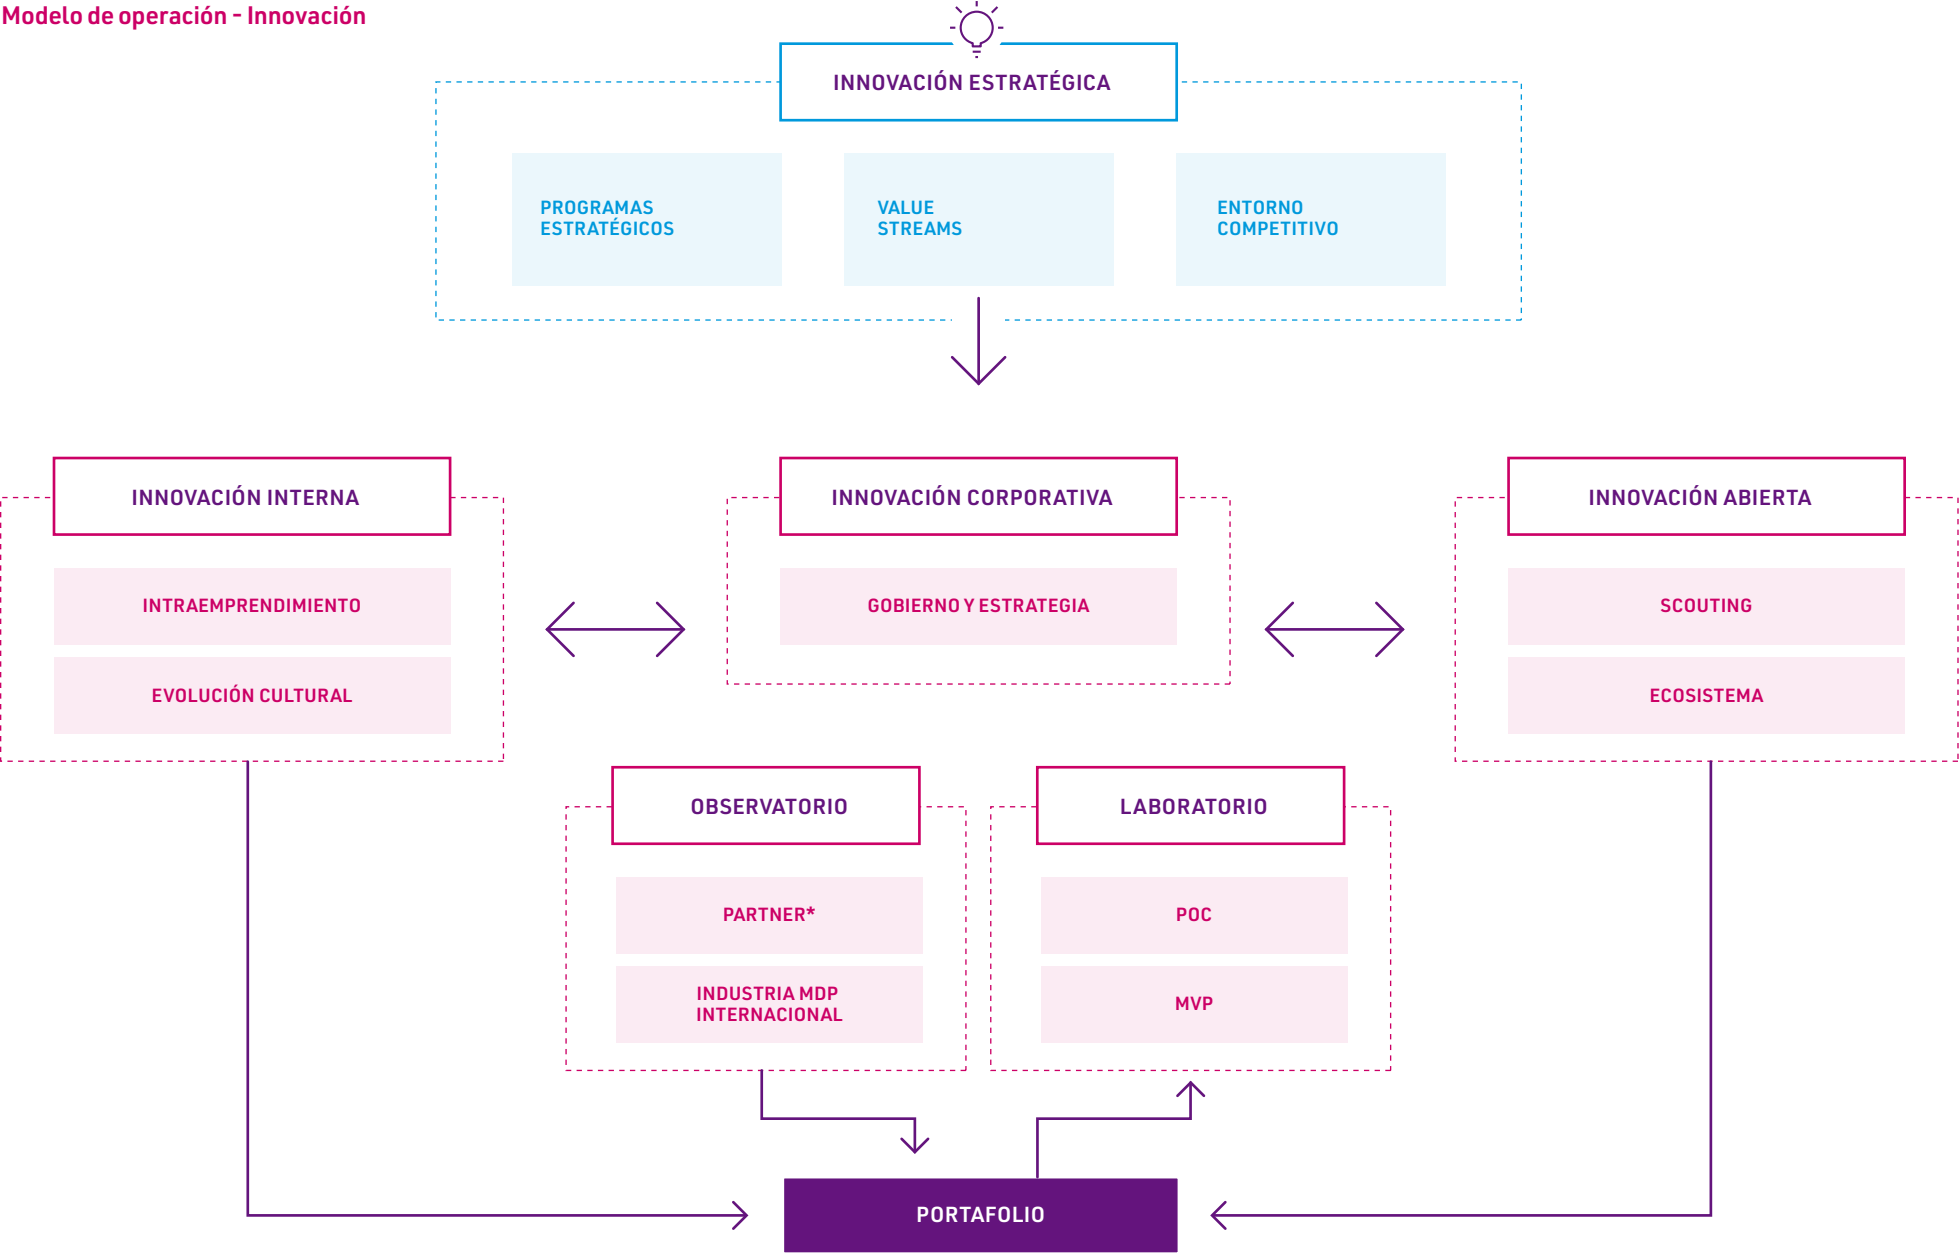 Modelo de operación - Innovación
INNOVACIÓN ESTRATÉGICA
PROGRAMAS
ESTRATÉGICOS
VALUE
STREAMS
ENTORNO
COMPETITIVO
INNOVACIÓN INTERNA
INTRAEMPRENDIMIENTO
EVOLUCIÓN CULTURAL
INNOVACIÓN CORPORATIVA
GOBIERNO Y ESTRATEGIA
INNOVACIÓN ABIERTA
SCOUTING
ECOSISTEMA
OBSERVATORIO
PARTNER*
INDUSTRIA MDP
INTERNACIONAL
LABORATORIO
POC
MVP
PORTAFOLIO